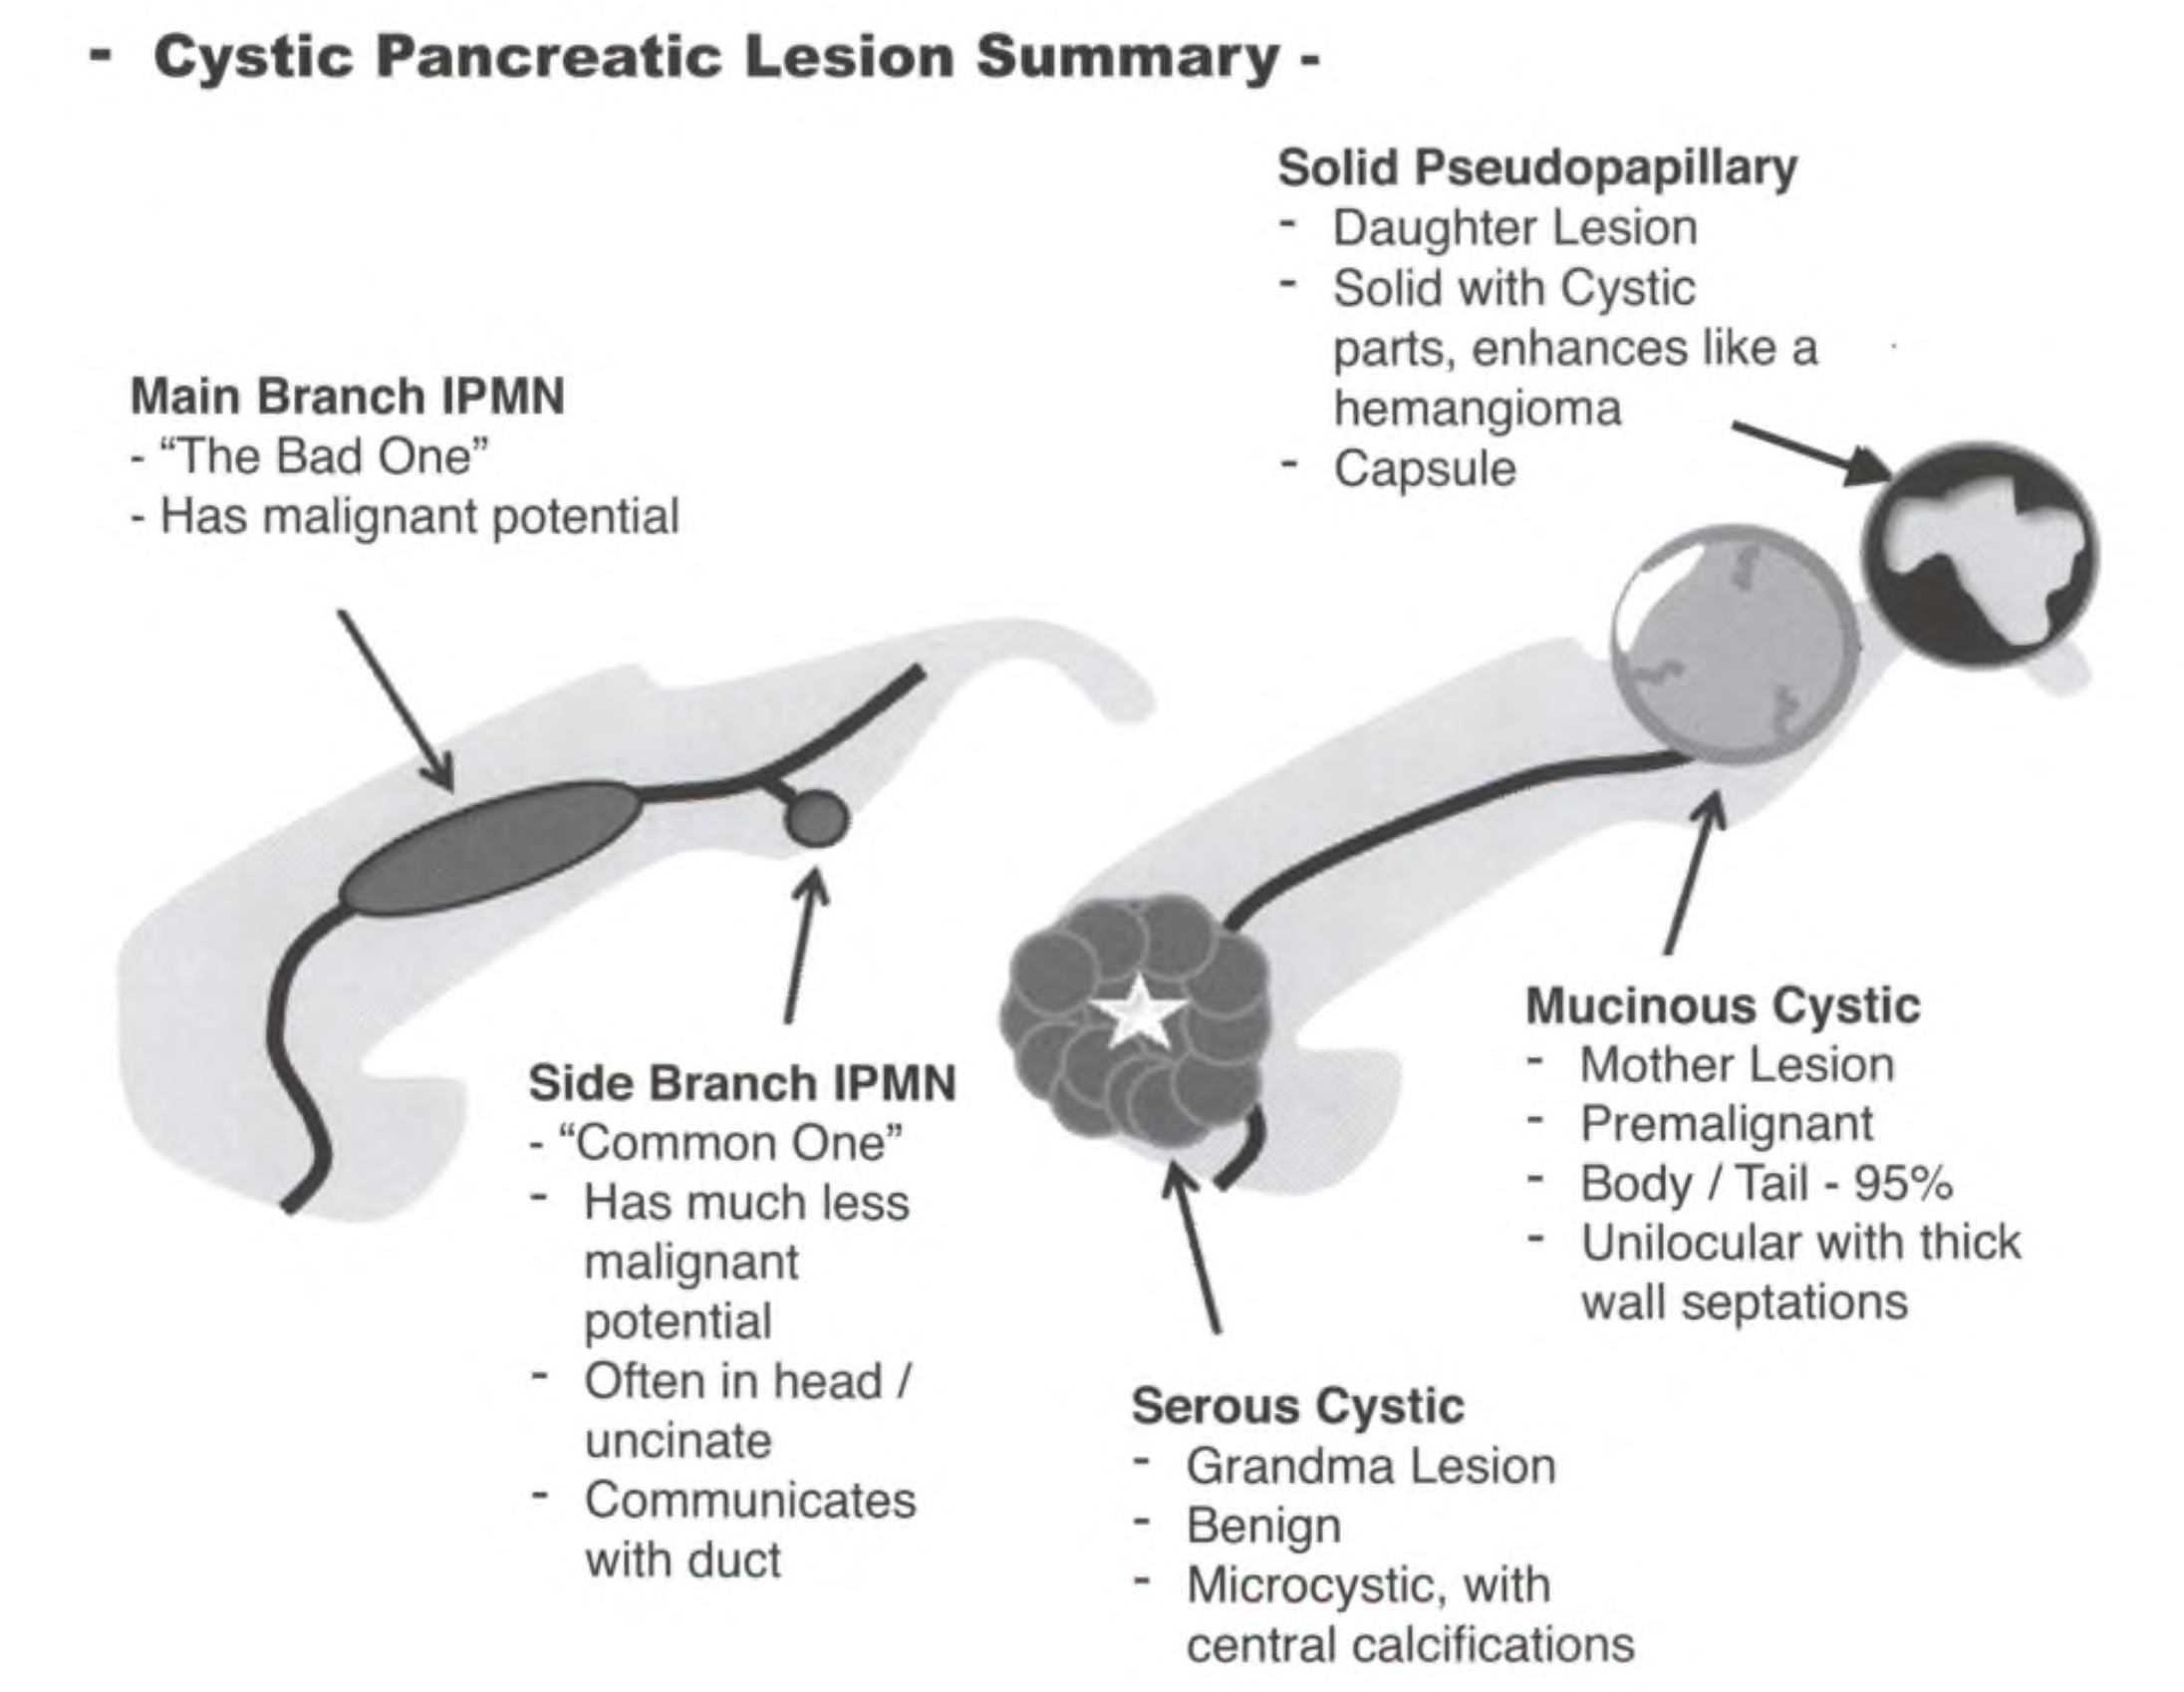 - Cystic Pancreatic Lesion Summary -
Solid Pseudopapillary
- Daughter Lesion
- Solid with Cystic
parts, enhances like a
hemangioma
- Capsule
Main Branch IPMN
- “The Bad One”
- Has malignant potential
Side Branch IPMN
- “Common One”
- Has much less
malignant
potential
- Often in head /
uncinate
- Communicates
with duct
Mucinous Cystic
- Mother Lesion
- Premalignant
- Body / Tail - 95%
- Unilocular with thick
wall septations
Serous Cystic
- Grandma Lesion
- Benign
- Microcystic, with
central calcifications